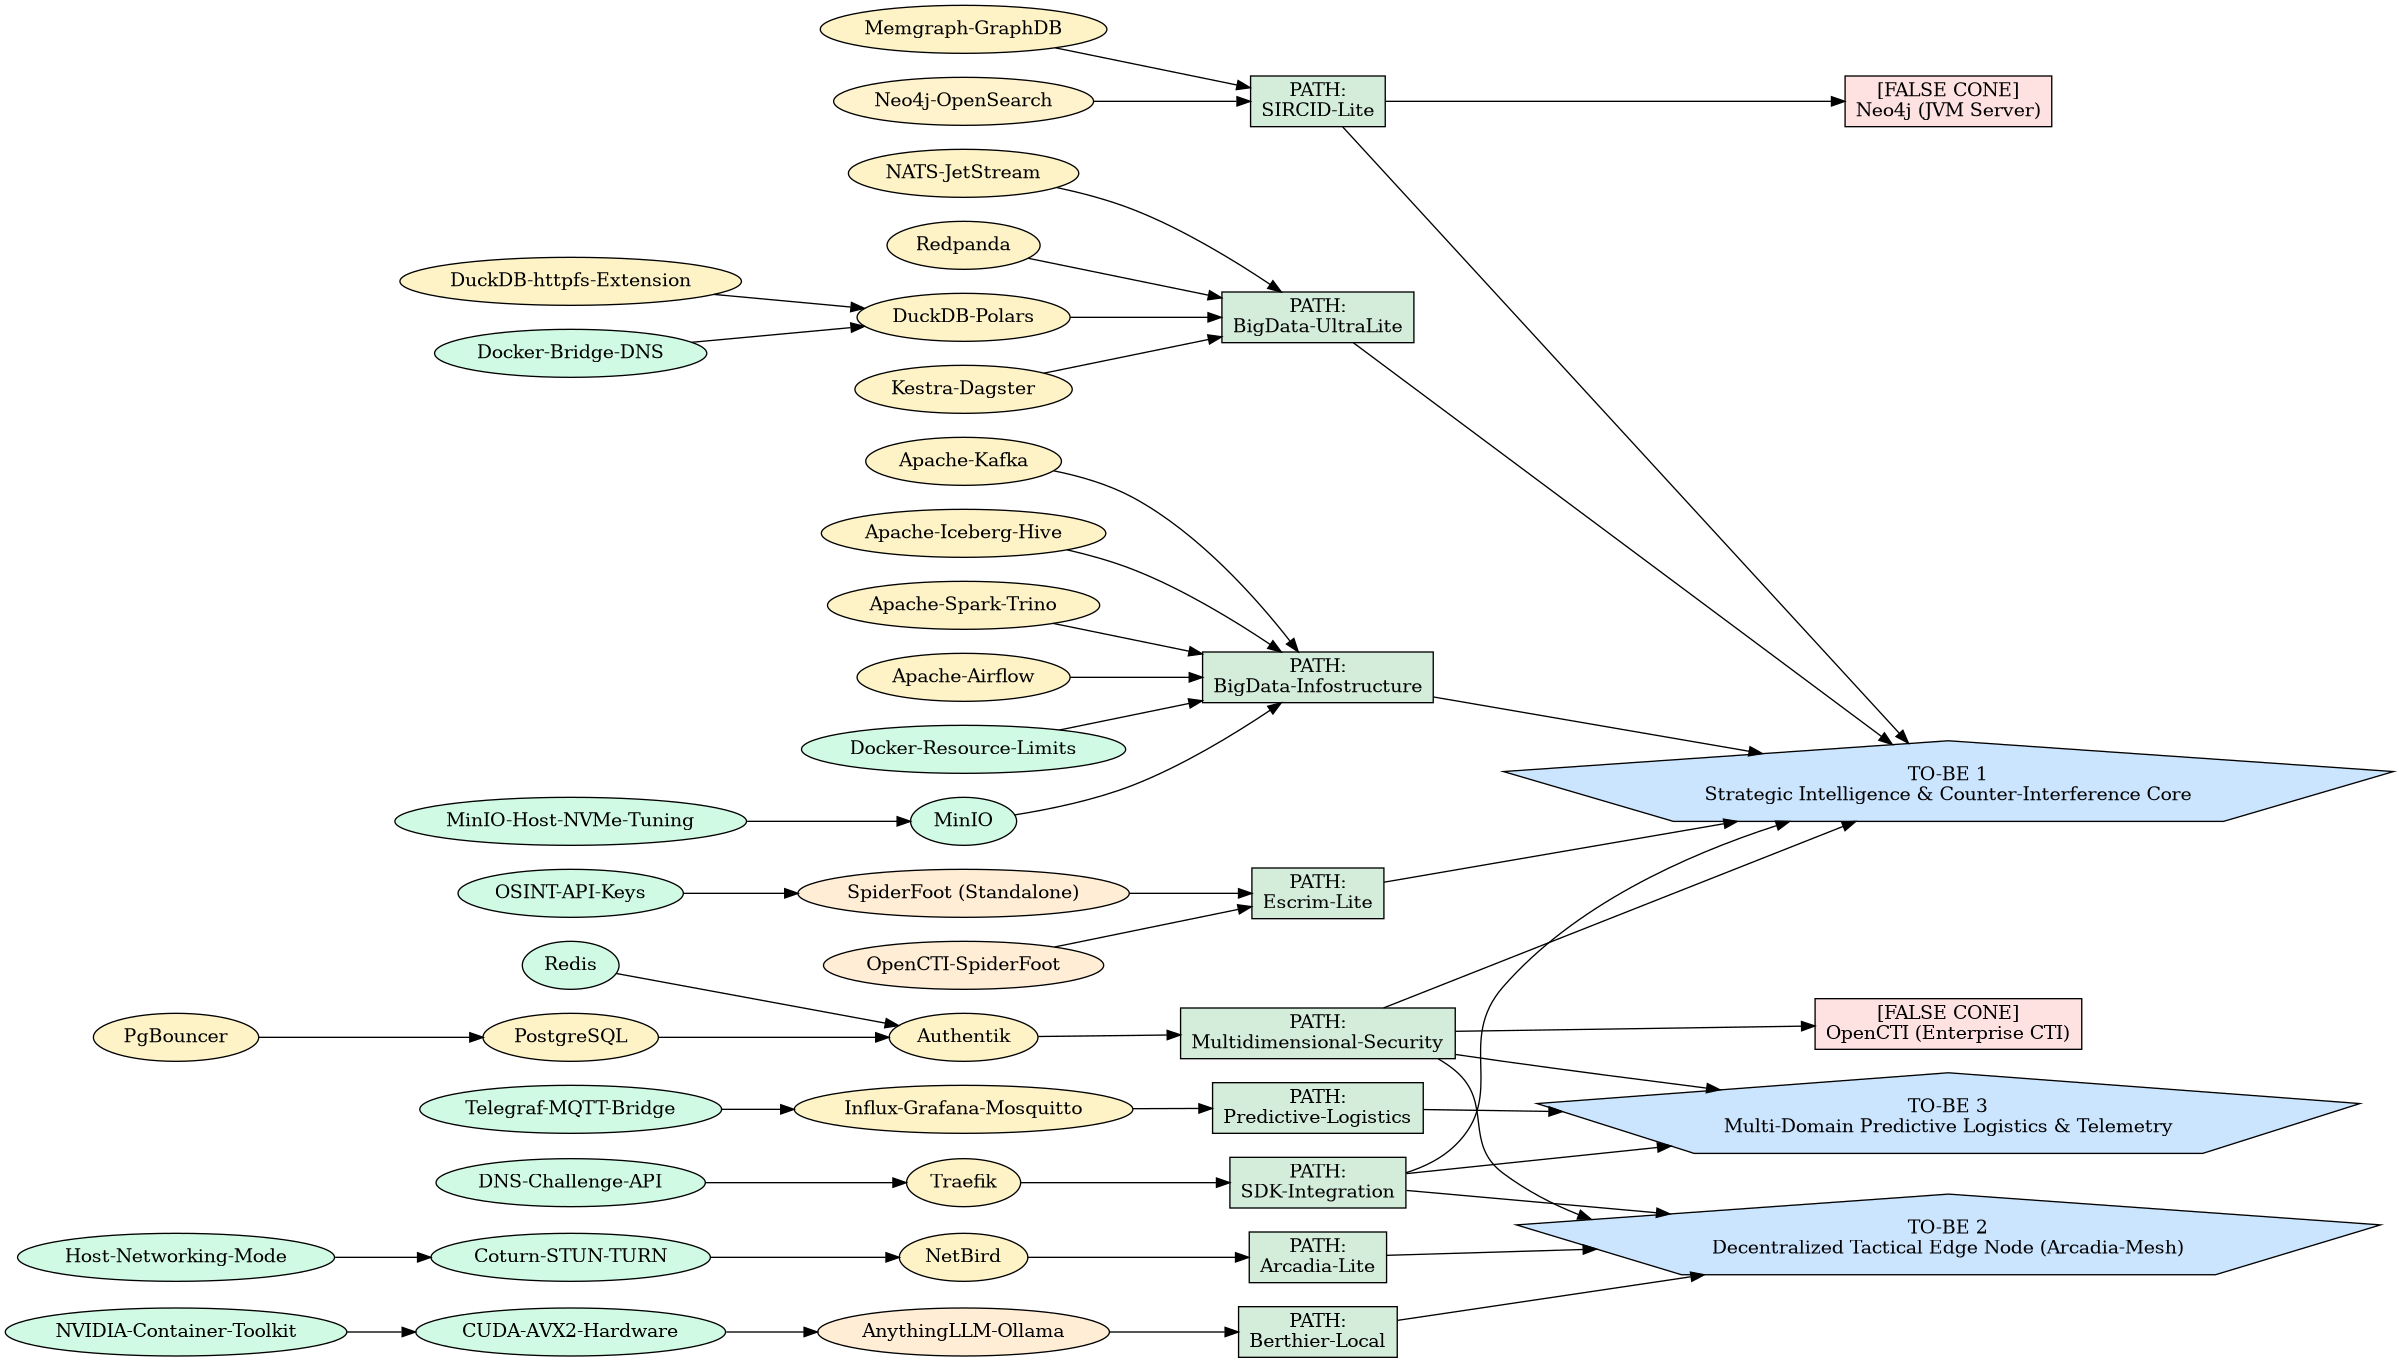 Memgraph-GraphDB
Neo4j-OpenSearch
PATH:
SIRCID-Lite
[FALSE CONE]
Neo4j (JVM Server)
NATS-JetStream
Redpanda
DuckDB-httpfs-Extension
DuckDB-Polars
PATH:
BigData-UltraLite
Docker-Bridge-DNS
Kestra-Dagster
Apache-Kafka
Apache-Iceberg-Hive
Apache-Spark-Trino
Apache-Airflow
PATH:
BigData-Infostructure
Docker-Resource-Limits
TO-BE 1
Strategic Intelligence & Counter-Interference Core
MinIO-Host-NVMe-Tuning
MinIO
OSINT-API-Keys
SpiderFoot (Standalone)
PATH:
Escrim-Lite
Redis
OpenCTI-SpiderFoot
PgBouncer
PostgreSQL
Authentik
PATH:
Multidimensional-Security
[FALSE CONE]
OpenCTI (Enterprise CTI)
Telegraf-MQTT-Bridge
Influx-Grafana-Mosquitto
PATH:
Predictive-Logistics
TO-BE 3
Multi-Domain Predictive Logistics & Telemetry
DNS-Challenge-API
Traefik
PATH:
SDK-Integration
TO-BE 2
Decentralized Tactical Edge Node (Arcadia-Mesh)
Host-Networking-Mode
Coturn-STUN-TURN
NetBird
PATH:
Arcadia-Lite
NVIDIA-Container-Toolkit
CUDA-AVX2-Hardware
AnythingLLM-Ollama
PATH:
Berthier-Local